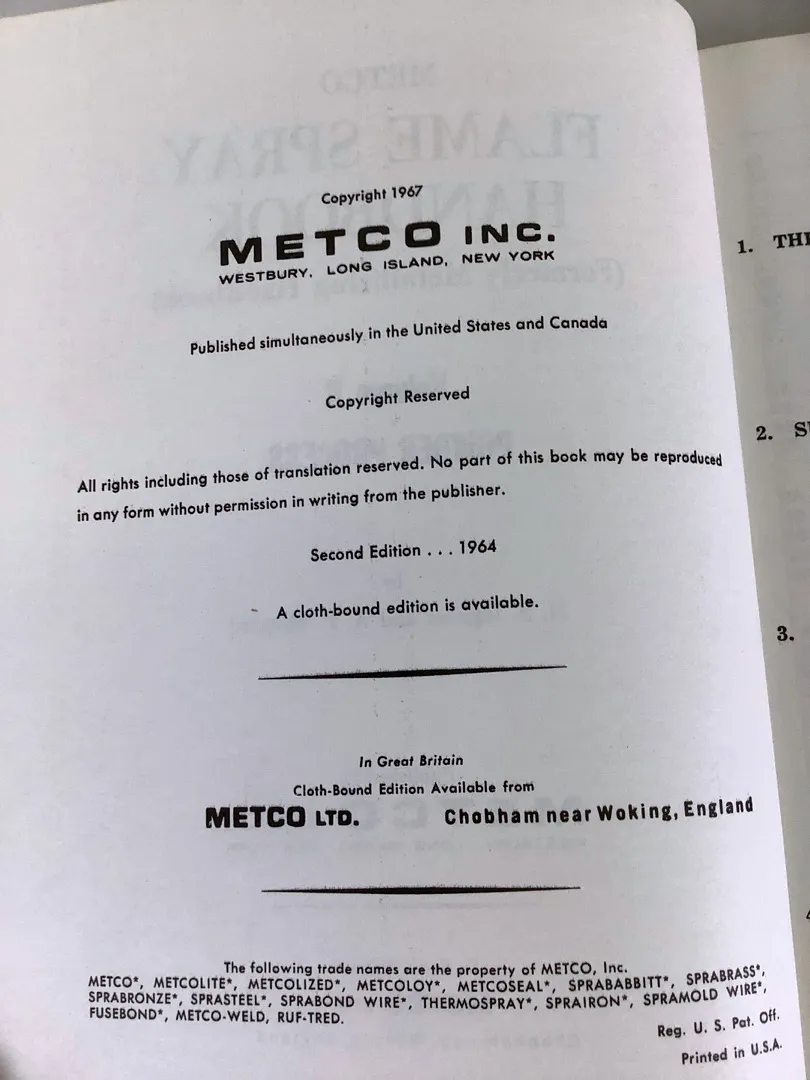 Copyright 1967
METCO INC.
WESTBURY, LONG ISLAND, NEW YORK
Published simultaneously in the United States and Canada
Copyright Reserved
All rights including those of translation reserved. No part of this book may be reproduced
in any form without permission in writing from the publisher.
Second Edition . . . 1964
A cloth-bound edition is available.
In Great Britain
Cloth-Bound Edition Available from
METCO LTD. Chobham near Woking, England
The following trade names are the property of METCO, Inc.
METCO*, METCOLITE*, METCOLIZED*, METCOLOY*, METCOSEAL*, SPRABABBITT*, SPRABRASS*,
SPRABRONZE*, SPRASTEEL*, SPRABOND WIRE*, THERMOSPRAY*, SPRAIRON*, SPRAMOLD WIRE*,
FUSEBOND*, METCO-WELD, RUF-TRED.
Reg. U. S. Pat. Off.
Printed in U.S.A.
1. TH
2. S
3.